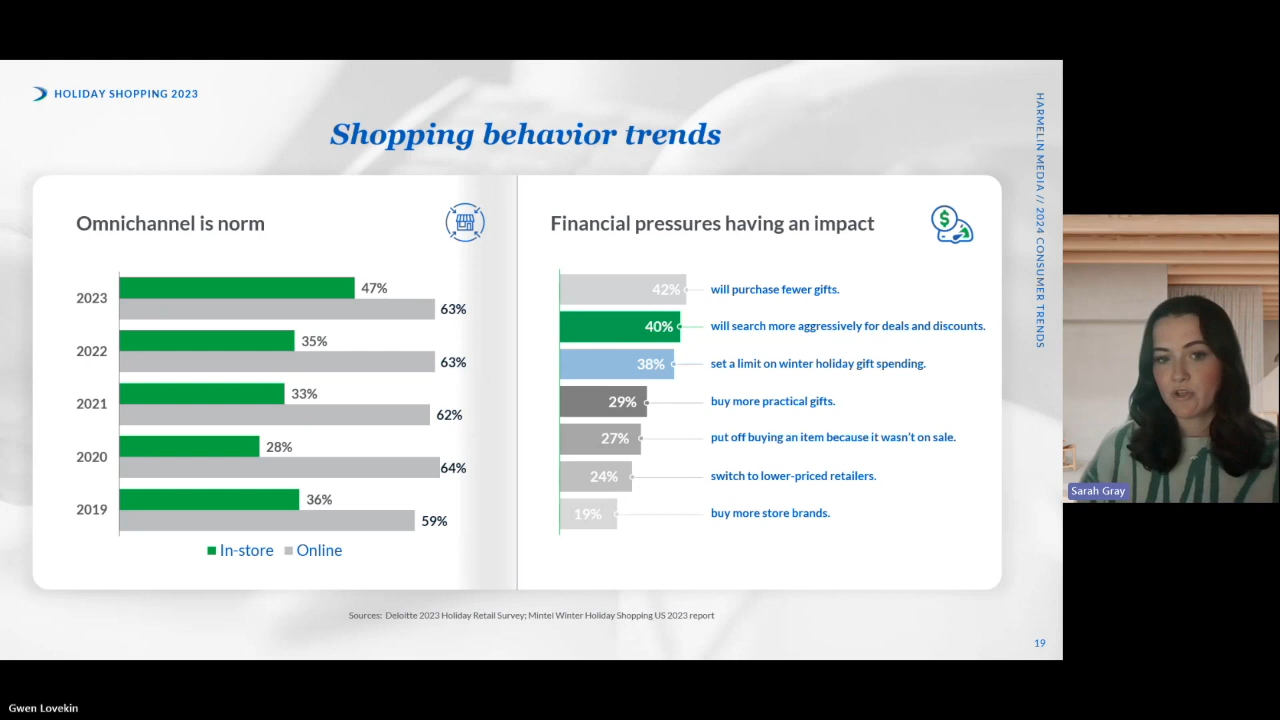 HOLIDAY SHOPPING 2023
Shopping behavior trends
HARMELIN MEDIA // 2024 CONSUMER TRENDS
Omnichannel is norm
2023
47%
63%
2022
35%
63%
2021
33%
62%
2020
28%
64%
2019
36%
59%
In-store Online
Financial pressures having an impact
42% will purchase fewer gifts.
40% will search more aggressively for deals and discounts.
38% set a limit on winter holiday gift spending.
29% buy more practical gifts.
27% put off buying an item because it wasn't on sale.
24% switch to lower-priced retailers.
19% buy more store brands.
Sources: Deloitte 2023 Holiday Retail Survey; Mintel Winter Holiday Shopping US 2023 report
19
Sarah Gray
Gwen Lovekin